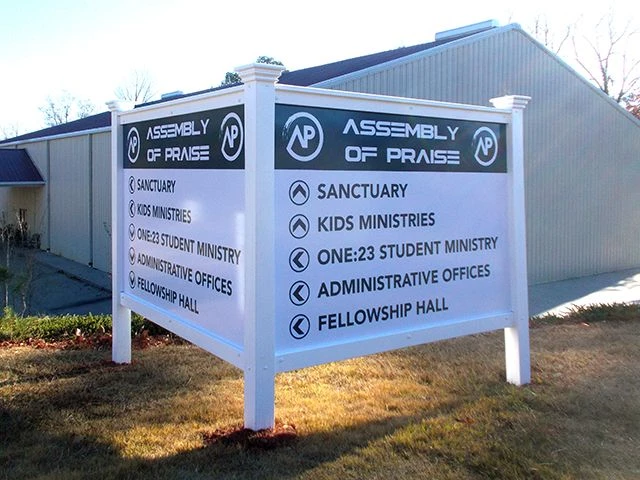 AP ASSEMBLY AP
OF PRAISE
SANCTUARY
KIDS MINISTRIES
ONE:23 STUDENT MINISTRY
ADMINISTRATIVE OFFICES
FELLOWSHIP HALL
AP ASSEMBLY AP
OF PRAISE
SANCTUARY
KIDS MINISTRIES
ONE:23 STUDENT MINISTRY
ADMINISTRATIVE OFFICES
FELLOWSHIP HALL